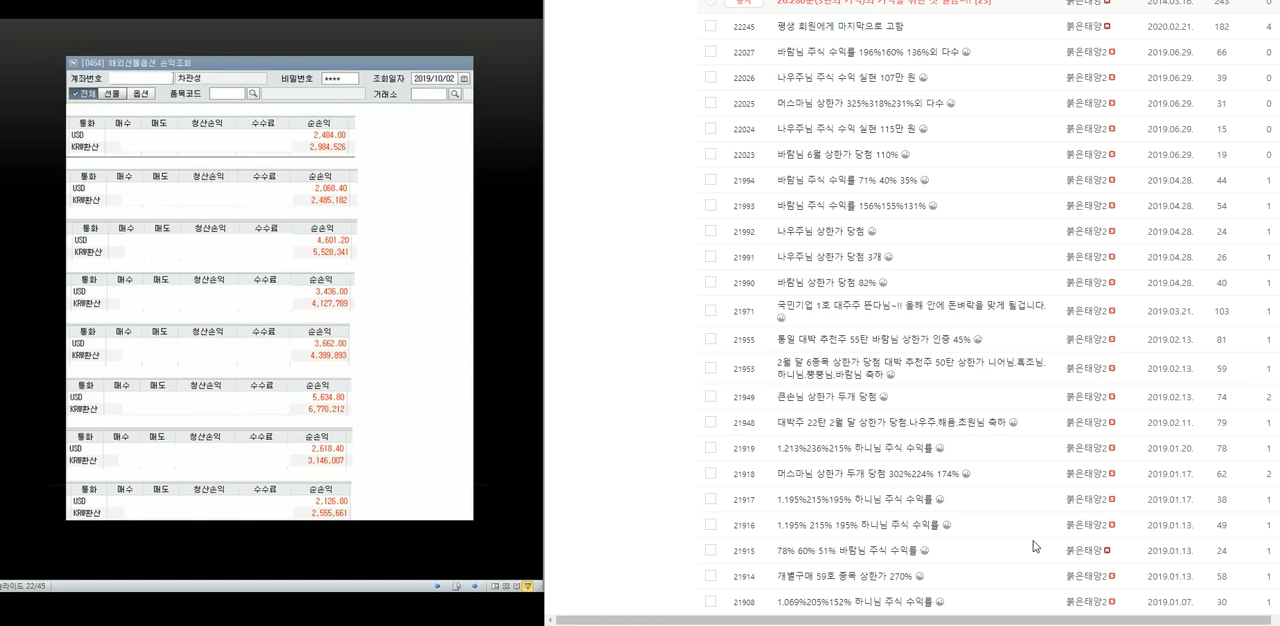 [0464] 해외선물옵션 손익조회
계좌번호 차관성 비밀번호 **** 조회일자 2019/10/02
✓전체 선물 옵션 품목코드 거래소
통화 매수 매도 청산손익 수수료 순손익
USD 2,484.00
KRW환산 2,984,526
통화 매수 매도 청산손익 수수료 순손익
USD 2,068.40
KRW환산 2,485,182
통화 매수 매도 청산손익 수수료 순손익
USD 4,601.20
KRW환산 5,528,341
통화 매수 매도 청산손익 수수료 순손익
USD 3,436.00
KRW환산 4,127,789
통화 매수 매도 청산손익 수수료 순손익
USD 3,662.00
KRW환산 4,399,893
통화 매수 매도 청산손익 수수료 순손익
USD 5,634.80
KRW환산 6,770,212
통화 매수 매도 청산손익 수수료 순손익
USD 2,618.40
KRW환산 3,146,007
통화 매수 매도 청산손익 수수료 순손익
USD 2,126.80
KRW환산 2,555,661
라이드 22/45
붉은태양 2014.03.16. 243 0
22245 평생 회원에게 마지막으로 고함 붉은태양 2020.02.21. 182 4
22027 바람님 주식 수익률 196%160% 136%외 다수 붉은태양2 2019.06.29. 66 0
22026 나우주님 주식 수익 실현 107만 원 붉은태양2 2019.06.29. 39 0
22025 머스마님 상한가 325%318%231%외 다수 붉은태양2 2019.06.29. 31 0
22024 나우주님 주식 수익 실현 115만 원 붉은태양2 2019.06.29. 15 0
22023 바람님 6월 상한가 당첨 110% 붉은태양2 2019.06.29. 19 0
21994 바람님 주식 수익률 71% 40% 35% 붉은태양2 2019.04.28. 44 1
21993 바람님 주식 수익률 156%155%131% 붉은태양2 2019.04.28. 54 1
21992 나우주님 상한가 당첨 붉은태양2 2019.04.28. 24 1
21991 나우주님 상한가 당첨 3개 붉은태양2 2019.04.28. 26 1
21990 바람님 상한가 당첨 82% 붉은태양2 2019.04.28. 40 1
21971 국민기업 1호 대주주 뜬다님~!! 올해 안에 돈벼락을 맞게 될겁니다. 붉은태양2 2019.03.21. 103 1
21955 통일 대박 추천주 55탄 바람님 상한가 인증 45% 붉은태양2 2019.02.13. 81 1
21953 2월 달 6종목 상한가 당첨 대박 추천주 50탄 상한가 니어님.흑조님.
하니님.뽕뽕님.바람님 축하 붉은태양2 2019.02.13. 59 1
21949 큰손님 상한가 두개 당첨 붉은태양2 2019.02.13. 74 2
21948 대박주 22탄 2월 달 상한가 당첨.나우주.해음.초원님 축하 붉은태양2 2019.02.11. 79 1
21919 1.213%236%215% 하니님 주식 수익률 붉은태양2 2019.01.20. 78 1
21918 머스마님 상한가 두개 당첨 302%224% 174% 붉은태양2 2019.01.17. 62 2
21917 1.195%215%195% 하니님 주식 수익률 붉은태양2 2019.01.17. 38 1
21916 1.195% 215% 195% 하니님 주식 수익률 붉은태양2 2019.01.13. 49 1
21915 78% 60% 51% 바람님 주식 수익률 붉은태양 2019.01.13. 24 1
21914 개별구매 59호 종목 상한가 270% 붉은태양2 2019.01.13. 58 1
21908 1.069%205%152% 하니님 주식 수익률 붉은태양2 2019.01.07. 30 1